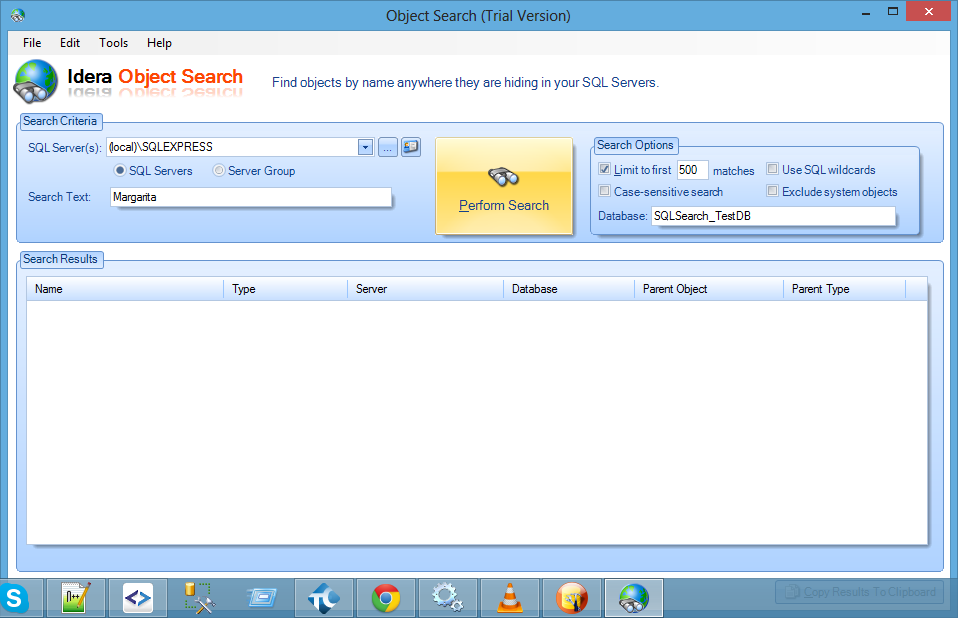 Object Search (Trial Version)
File Edit Tools Help
Idera Object Search
Find objects by name anywhere they are hiding in your SQL Servers.
Search Criteria
SQL Server(s): (local)\SQLEXPRESS ...
SQL Servers Server Group
Search Text: Margarita
Perform Search
Search Options
Limit to first 500 matches Use SQL wildcards
Case-sensitive search Exclude system objects
Database: SQLSearch_TestDB
Search Results
Name Type Server Database Parent Object Parent Type
Copy Results To Clipboard